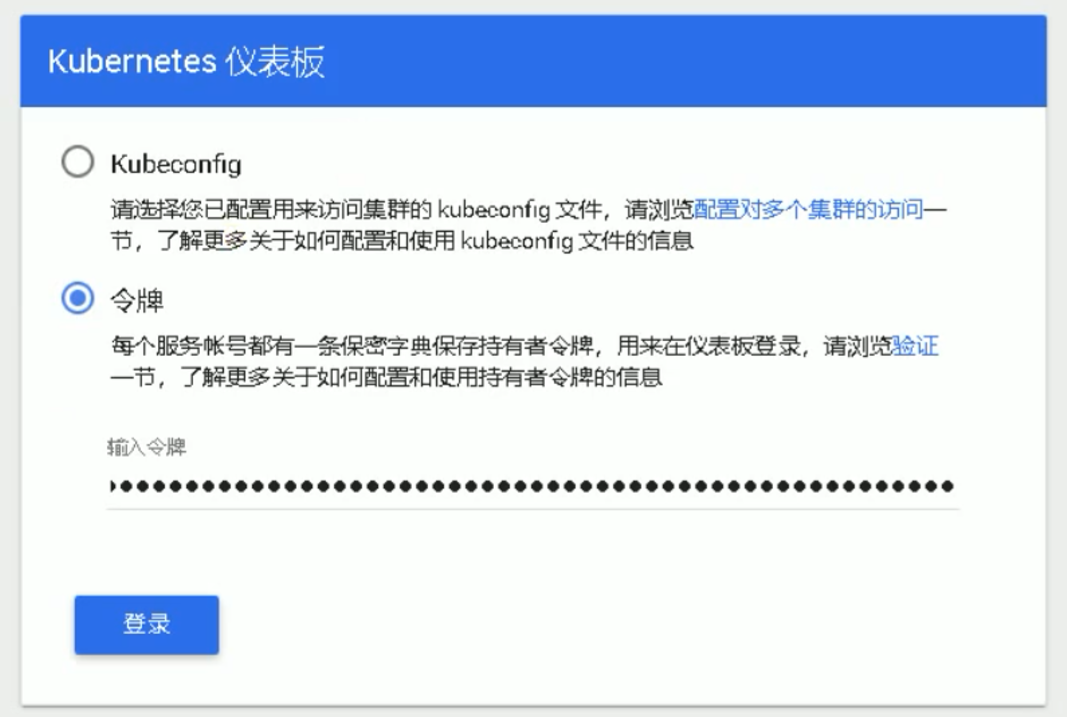 Kubernetes 仪表板
Kubeconfig
请选择您已配置用来访问集群的 kubeconfig 文件，请浏览配置对多个集群的访问一
节，了解更多关于如何配置和使用 kubeconfig 文件的信息
令牌
每个服务帐号都有一条保密字典保存持有者令牌，用来在仪表板登录，请浏览验证
一节，了解更多关于如何配置和使用持有者令牌的信息
输入令牌
登录